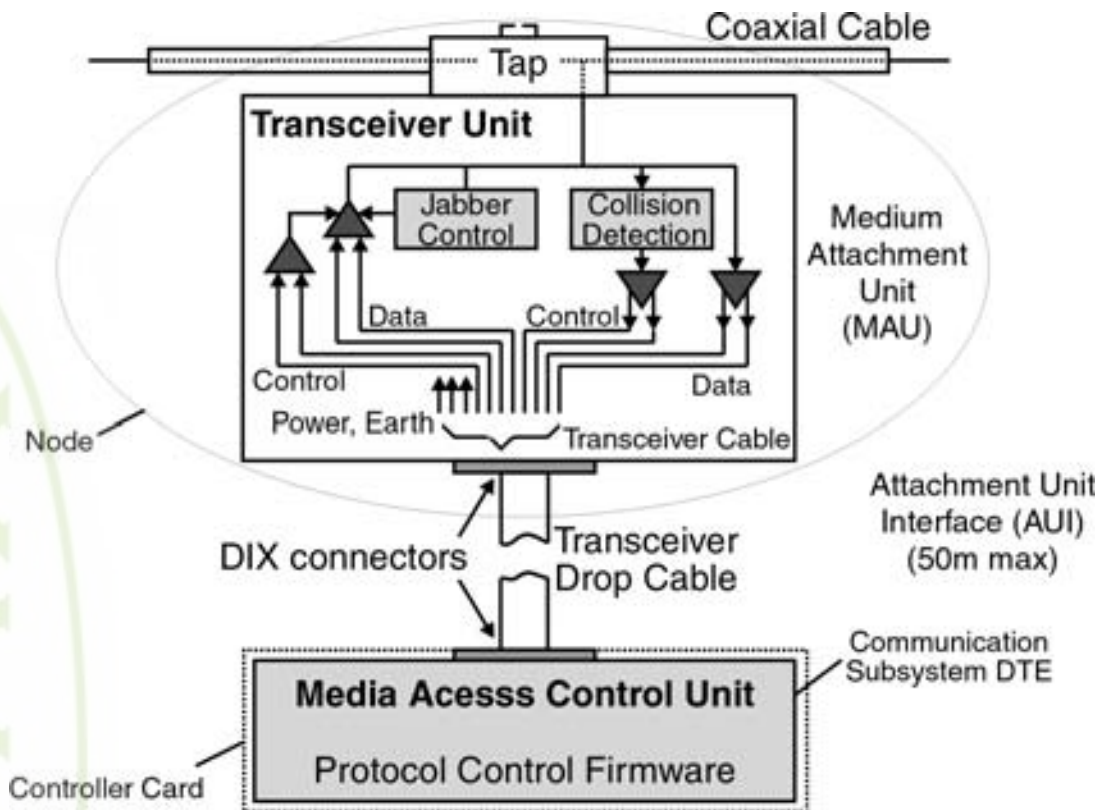 Coaxial Cable
Tap
Transceiver Unit
Jabber
Control
Collision
Detection
Medium
Attachment
Unit
(MAU)
Data
Control
Control
Data
Power, Earth
Transceiver Cable
Node
Attachment Unit
Interface (AUI)
(50m max)
DIX connectors
Transceiver
Drop Cable
Communication
Subsystem DTE
Media Acesss Control Unit
Protocol Control Firmware
Controller Card